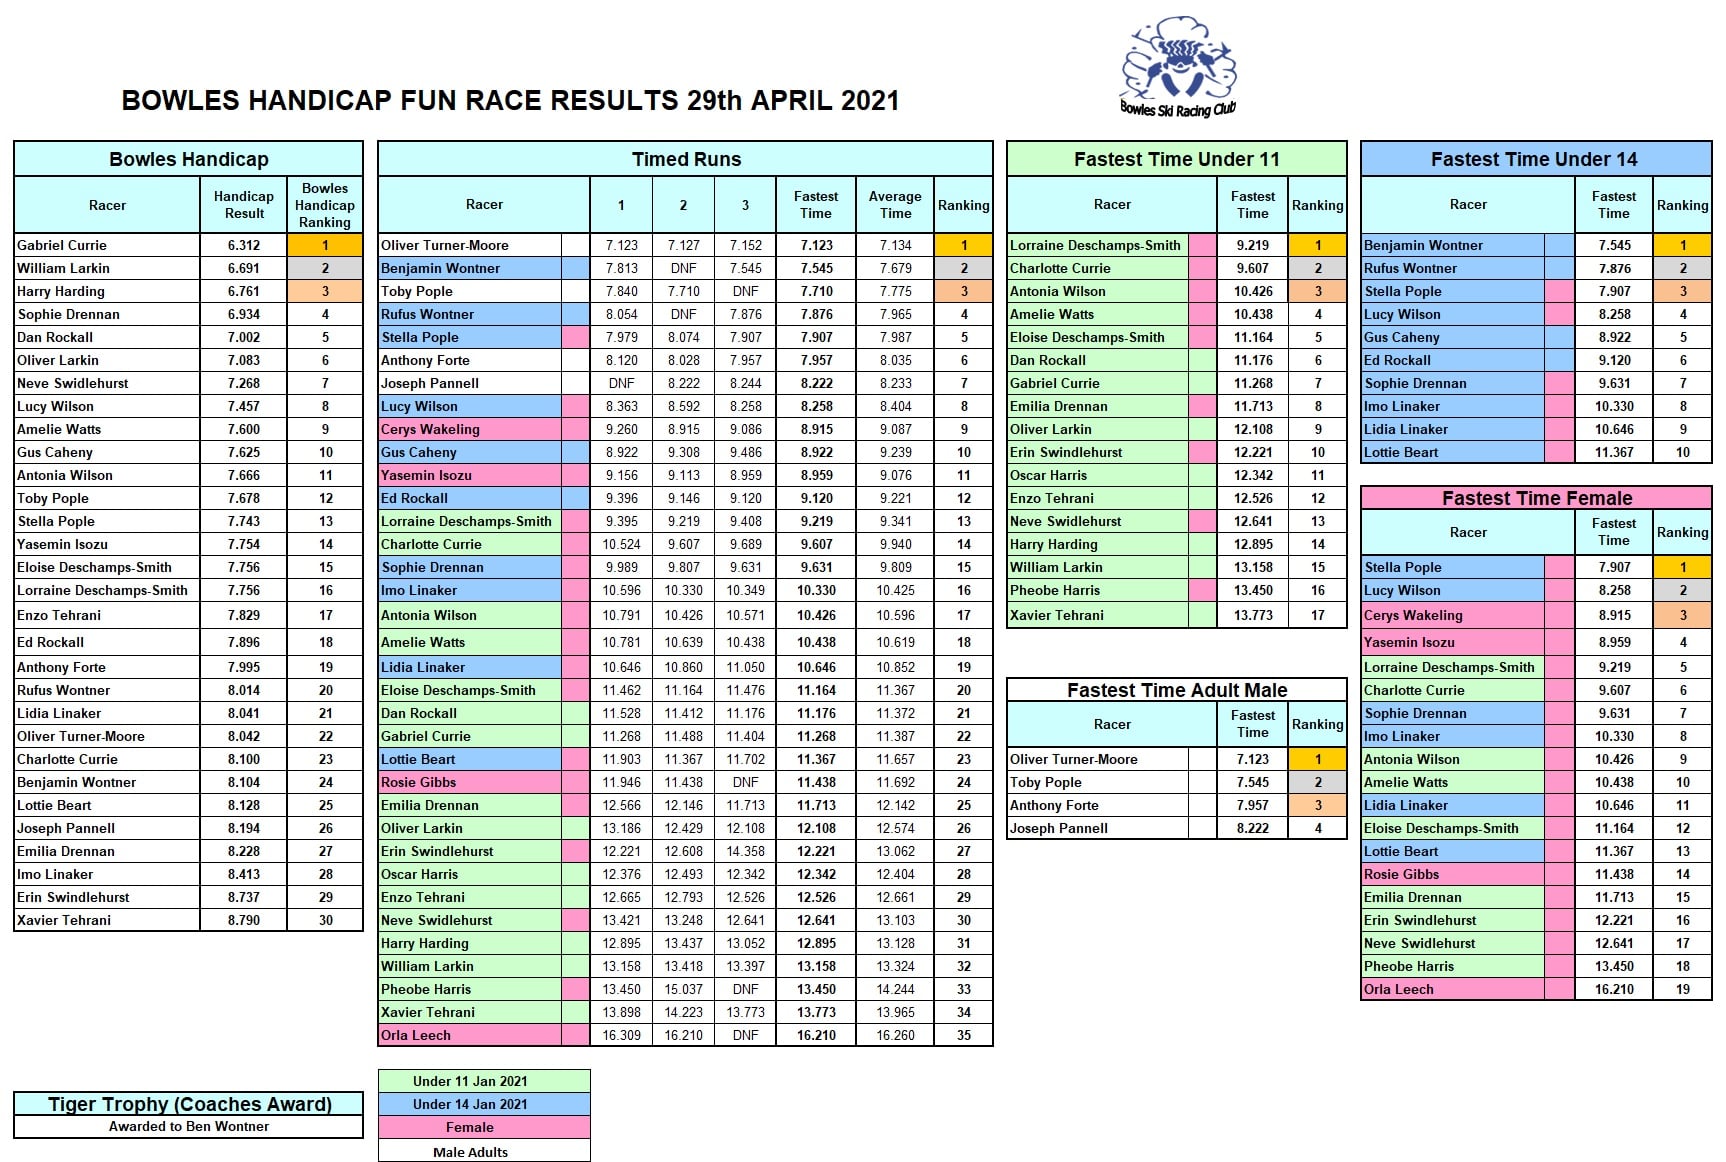 Bowles Ski Racing Club
BOWLES HANDICAP FUN RACE RESULTS 29th APRIL 2021
Bowles Handicap
Racer Handicap Result Bowles Handicap Ranking
Gabriel Currie 6.312 1
William Larkin 6.691 2
Harry Harding 6.761 3
Sophie Drennan 6.934 4
Dan Rockall 7.002 5
Oliver Larkin 7.083 6
Neve Swidlehurst 7.268 7
Lucy Wilson 7.457 8
Amelie Watts 7.600 9
Gus Caheny 7.625 10
Antonia Wilson 7.666 11
Toby Pople 7.678 12
Stella Pople 7.743 13
Yasemin Isozu 7.754 14
Eloise Deschamps-Smith 7.756 15
Lorraine Deschamps-Smith 7.756 16
Enzo Tehrani 7.829 17
Ed Rockall 7.896 18
Anthony Forte 7.995 19
Rufus Wontner 8.014 20
Lidia Linaker 8.041 21
Oliver Turner-Moore 8.042 22
Charlotte Currie 8.100 23
Benjamin Wontner 8.104 24
Lottie Beart 8.128 25
Joseph Pannell 8.194 26
Emilia Drennan 8.228 27
Imo Linaker 8.413 28
Erin Swindlehurst 8.737 29
Xavier Tehrani 8.790 30
Tiger Trophy (Coaches Award)
Awarded to Ben Wontner
Timed Runs
Racer 1 2 3 Fastest Time Average Time Ranking
Oliver Turner-Moore 7.123 7.127 7.152 7.123 7.134 1
Benjamin Wontner 7.813 DNF 7.545 7.545 7.679 2
Toby Pople 7.840 7.710 DNF 7.710 7.775 3
Rufus Wontner 8.054 DNF 7.876 7.876 7.965 4
Stella Pople 7.979 8.074 7.907 7.907 7.987 5
Anthony Forte 8.120 8.028 7.957 7.957 8.035 6
Joseph Pannell DNF 8.222 8.244 8.222 8.233 7
Lucy Wilson 8.363 8.592 8.258 8.258 8.404 8
Cerys Wakeling 9.260 8.915 9.086 8.915 9.087 9
Gus Caheny 8.922 9.308 9.486 8.922 9.239 10
Yasemin Isozu 9.156 9.113 8.959 8.959 9.076 11
Ed Rockall 9.396 9.146 9.120 9.120 9.221 12
Lorraine Deschamps-Smith 9.395 9.219 9.408 9.219 9.341 13
Charlotte Currie 10.524 9.607 9.689 9.607 9.940 14
Sophie Drennan 9.989 9.807 9.631 9.631 9.809 15
Imo Linaker 10.596 10.330 10.349 10.330 10.425 16
Antonia Wilson 10.791 10.426 10.571 10.426 10.596 17
Amelie Watts 10.781 10.639 10.438 10.438 10.619 18
Lidia Linaker 10.646 10.860 11.050 10.646 10.852 19
Eloise Deschamps-Smith 11.462 11.164 11.476 11.164 11.367 20
Dan Rockall 11.528 11.412 11.176 11.176 11.372 21
Gabriel Currie 11.268 11.488 11.404 11.268 11.387 22
Lottie Beart 11.903 11.367 11.702 11.367 11.657 23
Rosie Gibbs 11.946 11.438 DNF 11.438 11.692 24
Emilia Drennan 12.566 12.146 11.713 11.713 12.142 25
Oliver Larkin 13.186 12.429 12.108 12.108 12.574 26
Erin Swindlehurst 12.221 12.608 14.358 12.221 13.062 27
Oscar Harris 12.376 12.493 12.342 12.342 12.404 28
Enzo Tehrani 12.665 12.793 12.526 12.526 12.661 29
Neve Swidlehurst 13.421 13.248 12.641 12.641 13.103 30
Harry Harding 12.895 13.437 13.052 12.895 13.128 31
William Larkin 13.158 13.418 13.397 13.158 13.324 32
Pheobe Harris 13.450 15.037 DNF 13.450 14.244 33
Xavier Tehrani 13.898 14.223 13.773 13.773 13.965 34
Orla Leech 16.309 16.210 DNF 16.210 16.260 35
Under 11 Jan 2021
Under 14 Jan 2021
Female
Male Adults
Fastest Time Under 11
Racer Fastest Time Ranking
Lorraine Deschamps-Smith 9.219 1
Charlotte Currie 9.607 2
Antonia Wilson 10.426 3
Amelie Watts 10.438 4
Eloise Deschamps-Smith 11.164 5
Dan Rockall 11.176 6
Gabriel Currie 11.268 7
Emilia Drennan 11.713 8
Oliver Larkin 12.108 9
Erin Swindlehurst 12.221 10
Oscar Harris 12.342 11
Enzo Tehrani 12.526 12
Neve Swidlehurst 12.641 13
Harry Harding 12.895 14
William Larkin 13.158 15
Pheobe Harris 13.450 16
Xavier Tehrani 13.773 17
Fastest Time Adult Male
Racer Fastest Time Ranking
Oliver Turner-Moore 7.123 1
Toby Pople 7.545 2
Anthony Forte 7.957 3
Joseph Pannell 8.222 4
Fastest Time Under 14
Racer Fastest Time Ranking
Benjamin Wontner 7.545 1
Rufus Wontner 7.876 2
Stella Pople 7.907 3
Lucy Wilson 8.258 4
Gus Caheny 8.922 5
Ed Rockall 9.120 6
Sophie Drennan 9.631 7
Imo Linaker 10.330 8
Lidia Linaker 10.646 9
Lottie Beart 11.367 10
Fastest Time Female
Racer Fastest Time Ranking
Stella Pople 7.907 1
Lucy Wilson 8.258 2
Cerys Wakeling 8.915 3
Yasemin Isozu 8.959 4
Lorraine Deschamps-Smith 9.219 5
Charlotte Currie 9.607 6
Sophie Drennan 9.631 7
Imo Linaker 10.330 8
Antonia Wilson 10.426 9
Amelie Watts 10.438 10
Lidia Linaker 10.646 11
Eloise Deschamps-Smith 11.164 12
Lottie Beart 11.367 13
Rosie Gibbs 11.438 14
Emilia Drennan 11.713 15
Erin Swindlehurst 12.221 16
Neve Swidlehurst 12.641 17
Pheobe Harris 13.450 18
Orla Leech 16.210 19